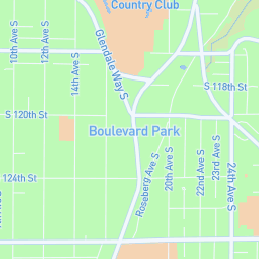 Country Club
10th Ave S
12th Ave S
14th Ave S
Glendale Way S
S 118th St
S 120th St
Boulevard Park
124th St
Roseberg Ave S
20th Ave S
22nd Ave S
23rd Ave S
24th Ave S